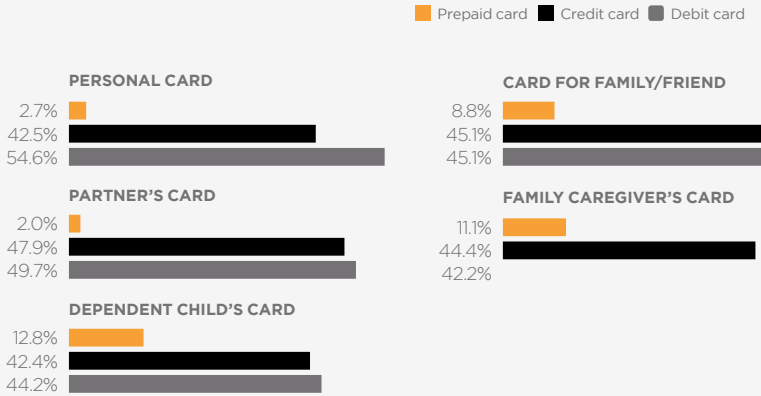 Prepaid card Credit card Debit card
PERSONAL CARD
2.7%
42.5%
54.6%
PARTNER'S CARD
2.0%
47.9%
49.7%
DEPENDENT CHILD'S CARD
12.8%
42.4%
44.2%
CARD FOR FAMILY/FRIEND
8.8%
45.1%
45.1%
FAMILY CAREGIVER'S CARD
11.1%
44.4%
42.2%